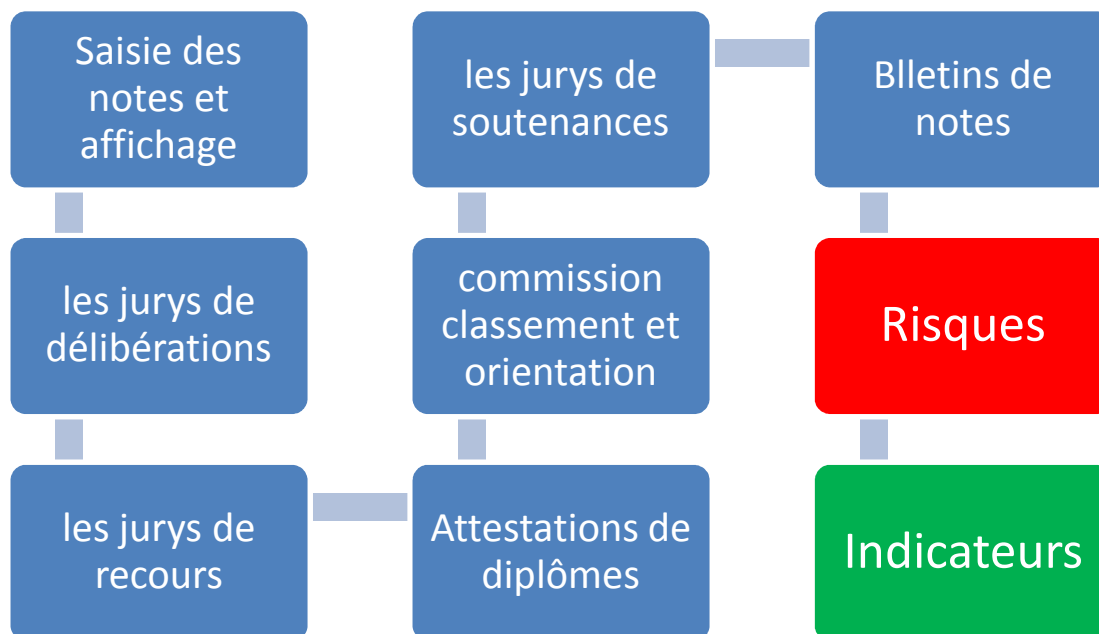 Saisie des
notes et
affichage
les jurys de
délibérations
les jurys de
recours
Attestations de
diplômes
commission
classement et
orientation
les jurys de
soutenances
Blletins de
notes
Risques
Indicateurs